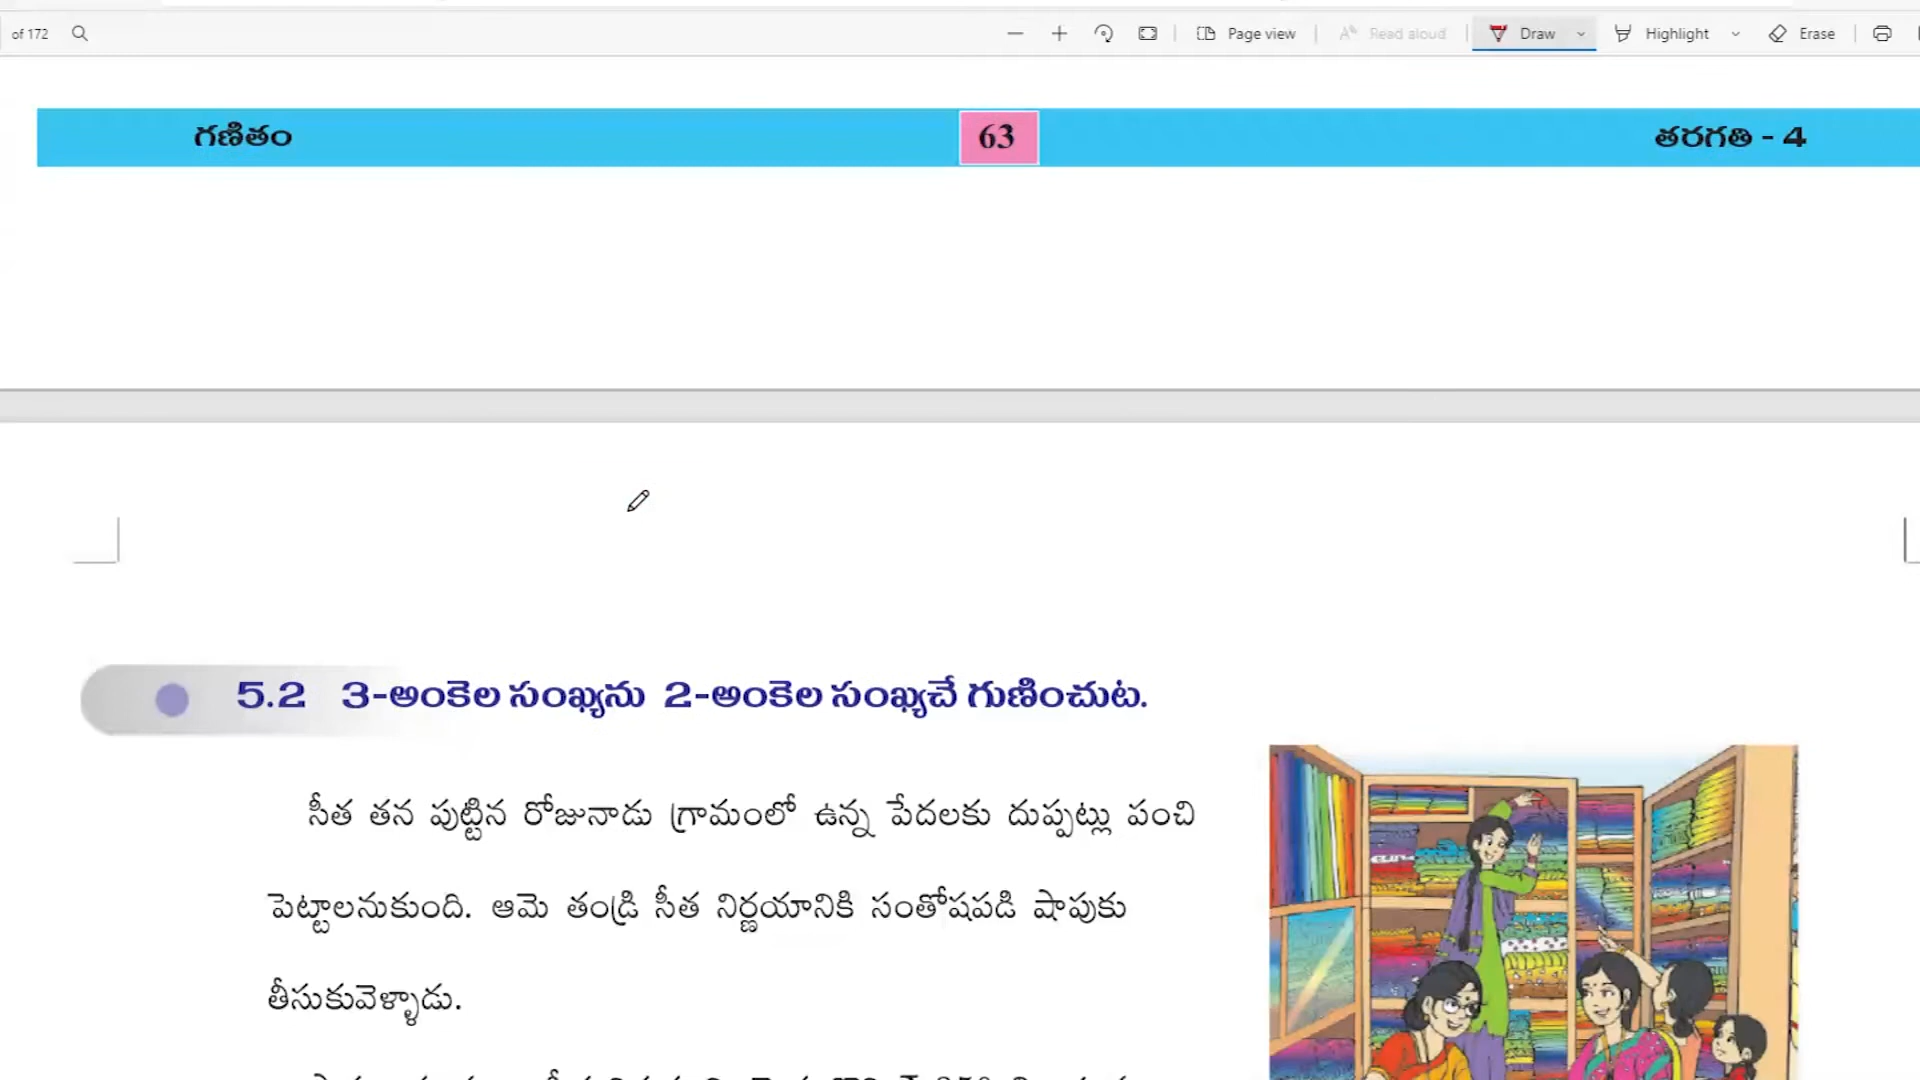 of 172
Page view
Read aloud
Draw
Highlight
Erase
గణితం 63 తరగతి - 4
5.2 3-అంకెల సంఖ్యను 2-అంకెల సంఖ్యచే గుణించుట.
సీత తన పుట్టిన రోజునాడు గ్రామంలో ఉన్న పేదలకు దుప్పట్లు పంచి
పెట్టాలనుకుంది. ఆమె తండ్రి సీత నిర్ణయానికి సంతోషపడి షాపుకు
తీసుకువెళ్ళాడు.